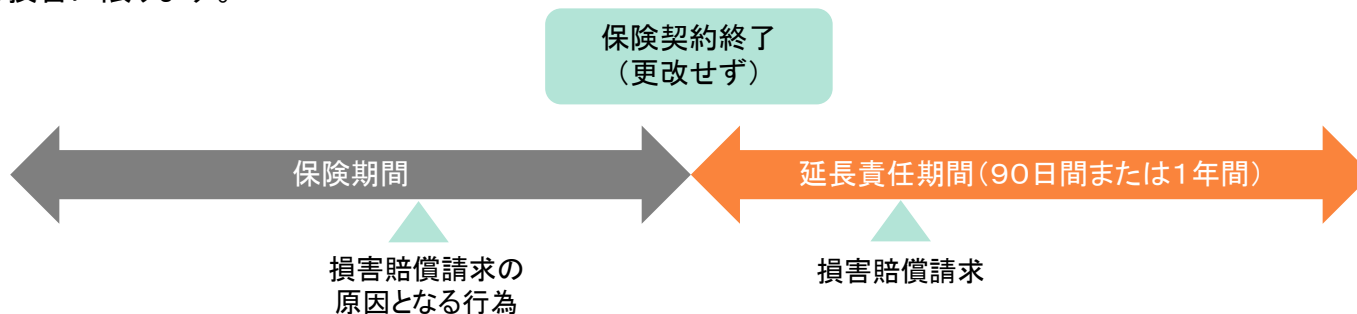 保険契約終了
（更改せず）
保険期間
延長責任期間（９０日間または１年間）
損害賠償請求の
原因となる行為
損害賠償請求